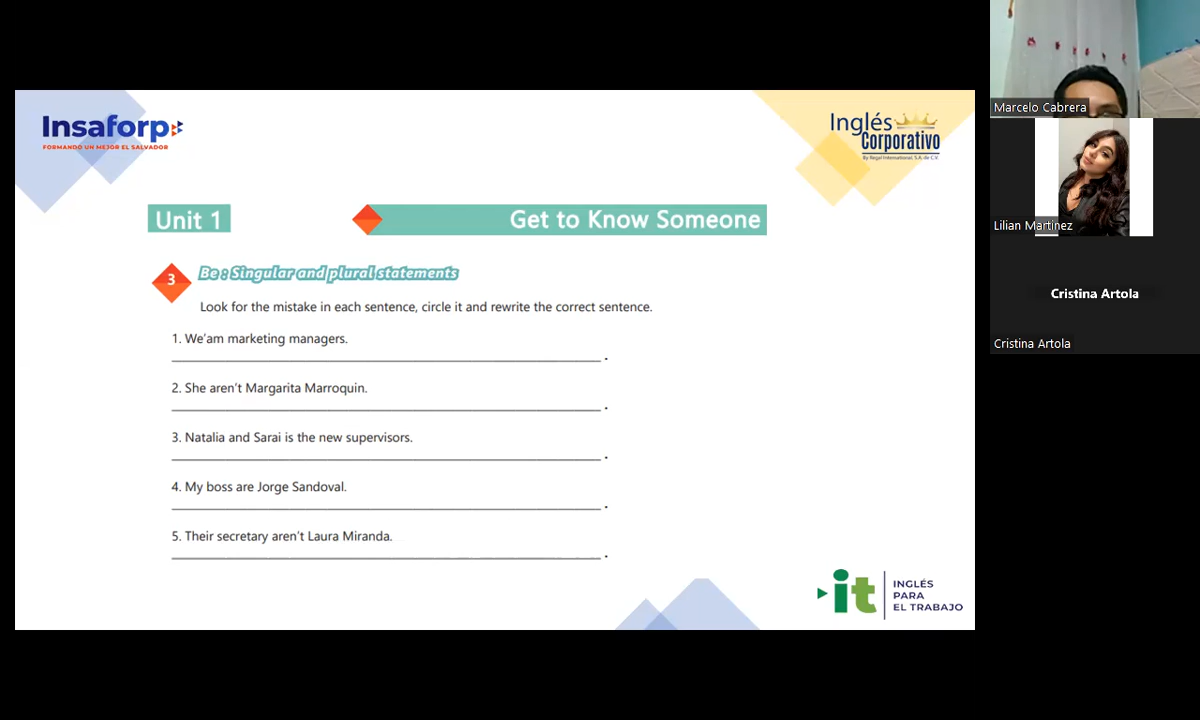 Insaforp
FORMANDO UN MEJOR EL SALVADOR
Inglés
Corporativo
By Regal International, S.A. de C.V.
Unit 1
Get to Know Someone
3
Be : Singular and plural statements
Look for the mistake in each sentence, circle it and rewrite the correct sentence.
1. We'am marketing managers.
.
2. She aren't Margarita Marroquin.
.
3. Natalia and Sarai is the new supervisors.
.
4. My boss are Jorge Sandoval.
.
5. Their secretary aren't Laura Miranda.
.
it
INGLÉS
PARA
EL TRABAJO
Marcelo Cabrera
Lilian Martinez
Cristina Artola
Cristina Artola